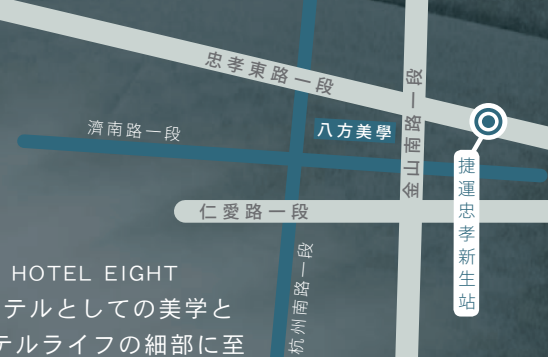 忠孝東路一段
濟南路一段
八方美學
金山南路一段
捷運忠孝新生站
仁愛路一段
杭州南路一段
HOTEL EIGHT
テルとしての美学と
テルライフの細部に至